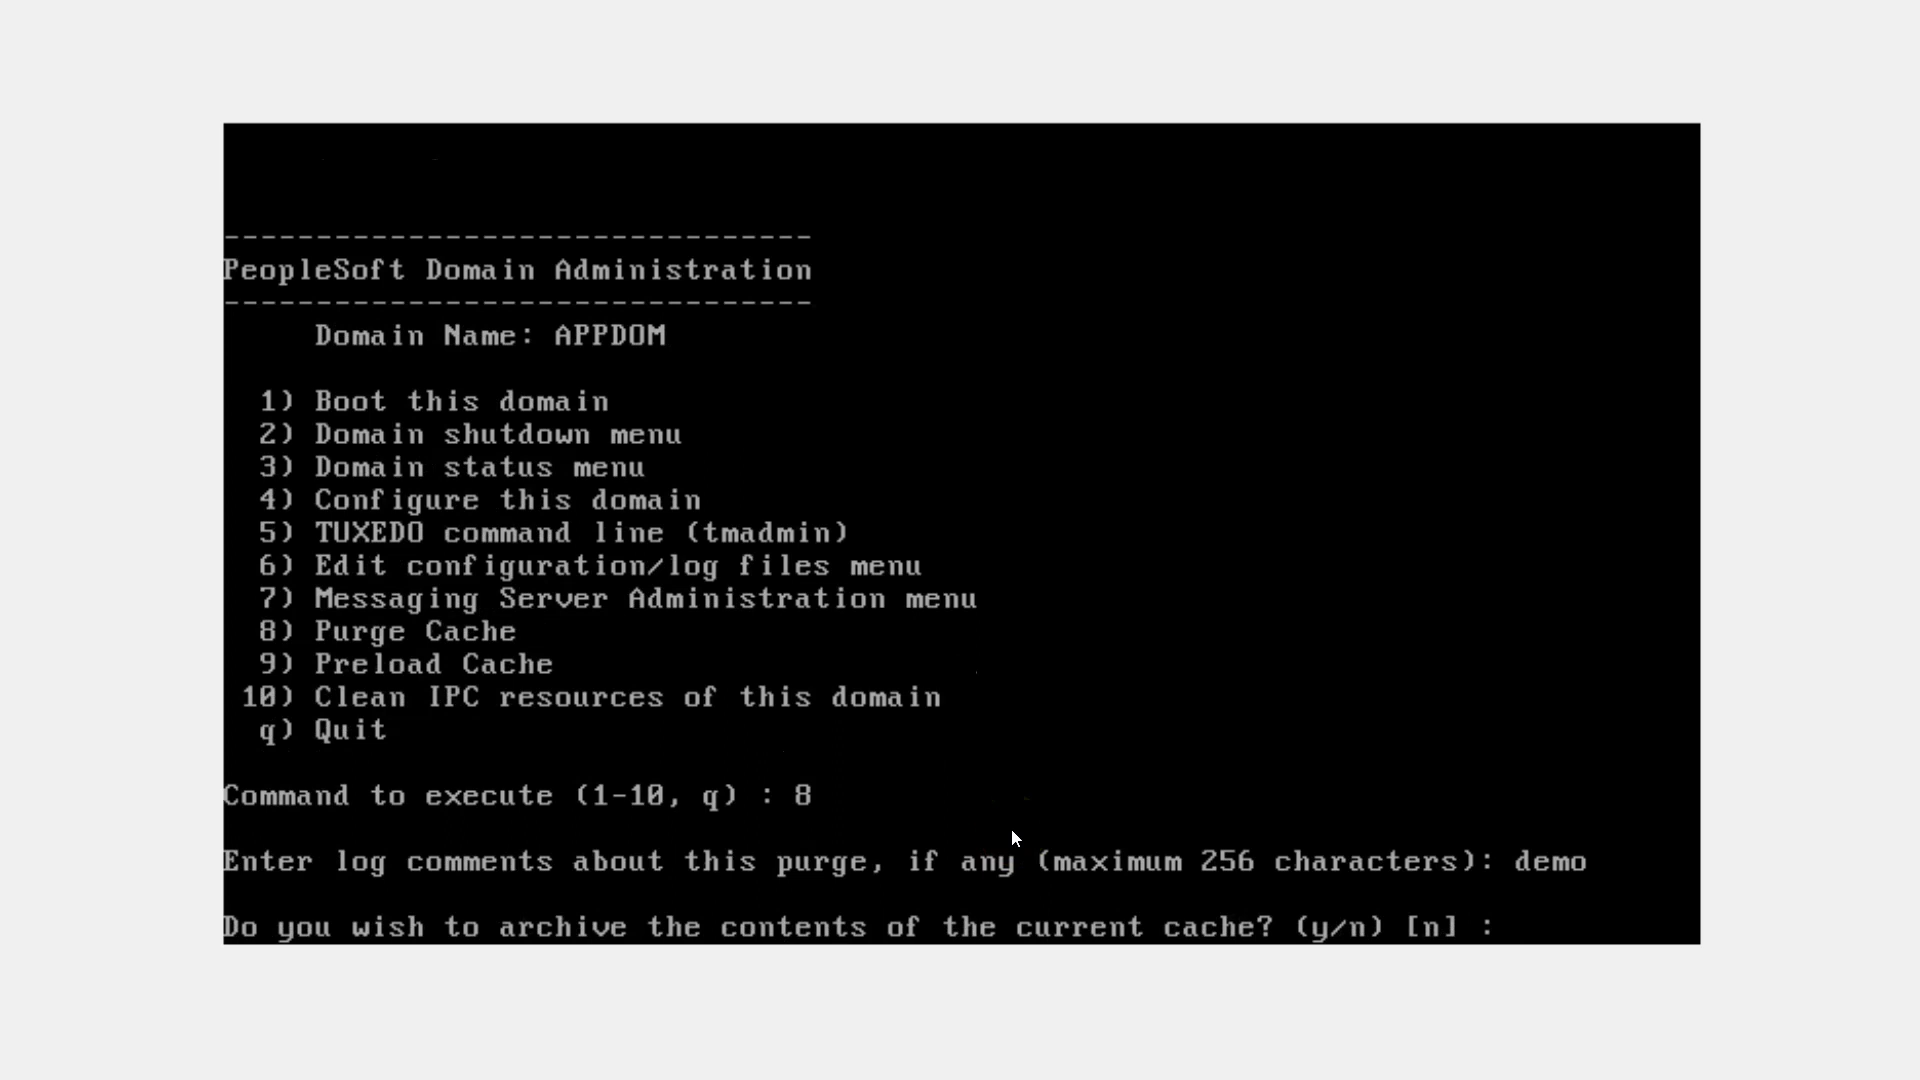 --------------------------------
PeopleSoft Domain Administration
--------------------------------
Domain Name: APPDOM
1) Boot this domain
2) Domain shutdown menu
3) Domain status menu
4) Configure this domain
5) TUXEDO command line (tmadmin)
6) Edit configuration/log files menu
7) Messaging Server Administration menu
8) Purge Cache
9) Preload Cache
10) Clean IPC resources of this domain
q) Quit
Command to execute (1-10, q) : 8
Enter log comments about this purge, if any (maximum 256 characters): demo
Do you wish to archive the contents of the current cache? (y/n) [n] :